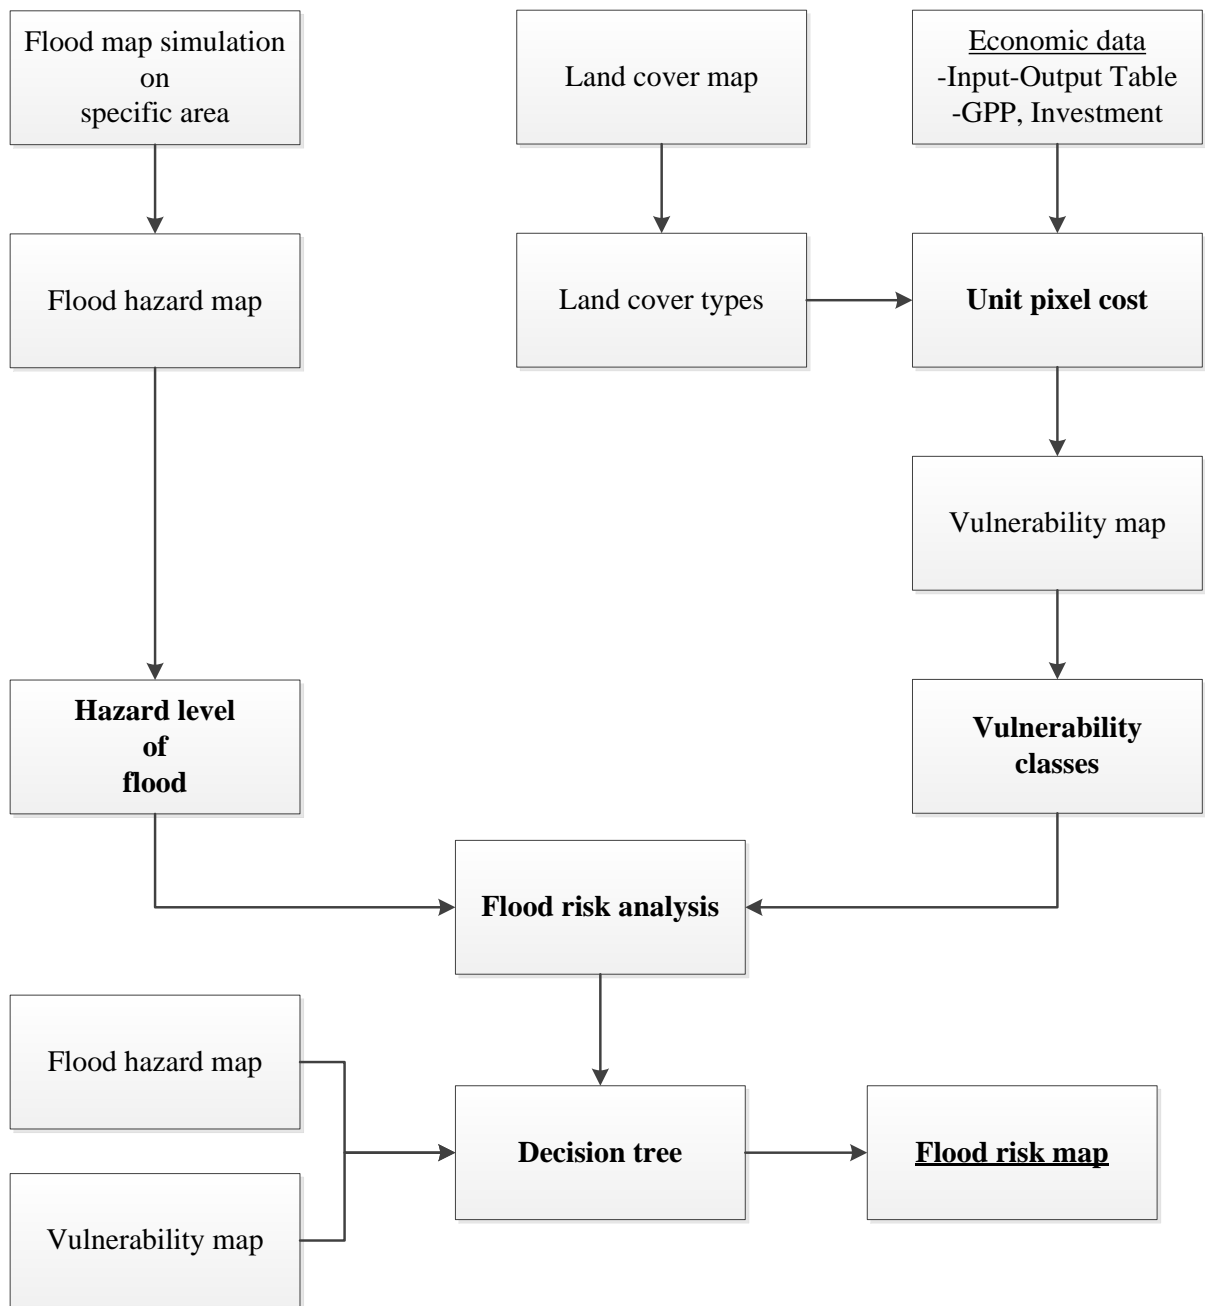 Flood map simulation
on
specific area
Land cover map
Economic data
-Input-Output Table
-GPP, Investment
Flood hazard map
Land cover types
Unit pixel cost
Vulnerability map
Hazard level
of
flood
Vulnerability
classes
Flood risk analysis
Flood hazard map
Decision tree
Flood risk map
Vulnerability map